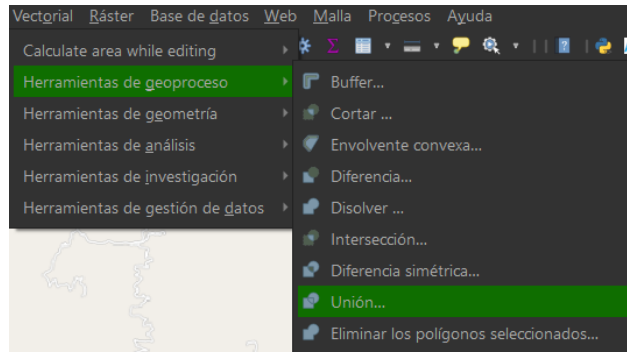 Vectorial Ráster Base de datos Web Malla Procesos Ayuda
Calculate area while editing
Herramientas de geoproceso
Herramientas de geometría
Herramientas de análisis
Herramientas de investigación
Herramientas de gestión de datos
Buffer...
Cortar ...
Envolvente convexa...
Diferencia...
Disolver ...
Intersección...
Diferencia simétrica...
Unión...
Eliminar los polígonos seleccionados...